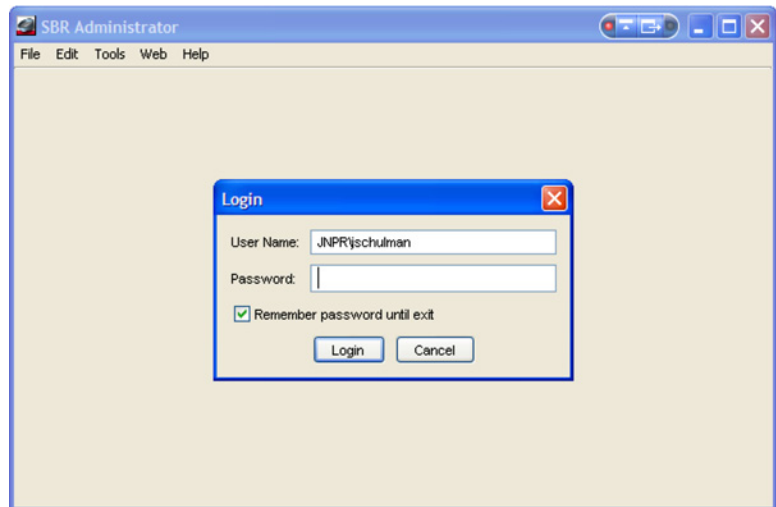 SBR Administrator
File Edit Tools Web Help
Login
User Name: JNPR\jschulman
Password:
Remember password until exit
Login Cancel